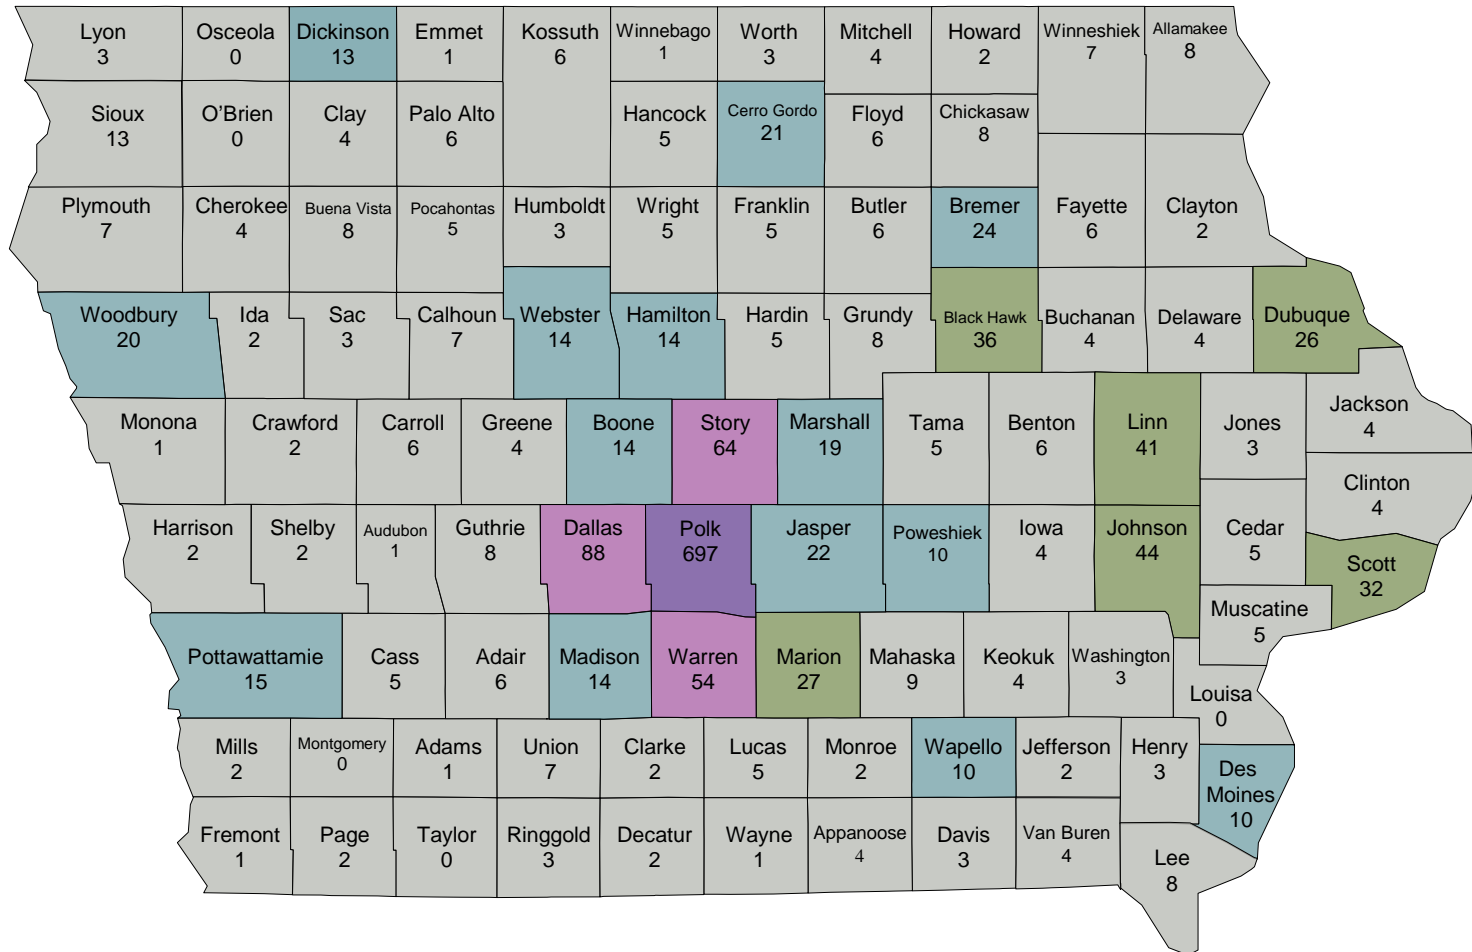 Lyon
3
Osceola
0
Dickinson
13
Emmet
1
Kossuth
6
Winnebago
1
Worth
3
Mitchell
4
Howard
2
Winneshiek
7
Allamakee
8
Sioux
13
O'Brien
0
Clay
4
Palo Alto
6
Hancock
5
Cerro Gordo
21
Floyd
6
Chickasaw
8
Plymouth
7
Cherokee
4
Buena Vista
8
Pocahontas
5
Humboldt
3
Wright
5
Franklin
5
Butler
6
Bremer
24
Fayette
6
Clayton
2
Woodbury
20
Ida
2
Sac
3
Calhoun
7
Webster
14
Hamilton
14
Hardin
5
Grundy
8
Black Hawk
36
Buchanan
4
Delaware
4
Dubuque
26
Monona
1
Crawford
2
Carroll
6
Greene
4
Boone
14
Story
64
Marshall
19
Tama
5
Benton
6
Linn
41
Jones
3
Jackson
4
Clinton
4
Harrison
2
Shelby
2
Audubon
1
Guthrie
8
Dallas
88
Polk
697
Jasper
22
Poweshiek
10
Iowa
4
Johnson
44
Cedar
5
Scott
32
Muscatine
5
Pottawattamie
15
Cass
5
Adair
6
Madison
14
Warren
54
Marion
27
Mahaska
9
Keokuk
4
Washington
3
Louisa
0
Mills
2
Montgomery
0
Adams
1
Union
7
Clarke
2
Lucas
5
Monroe
2
Wapello
10
Jefferson
2
Henry
3
Des
Moines
10
Fremont
1
Page
2
Taylor
0
Ringgold
3
Decatur
2
Wayne
1
Appanoose
4
Davis
3
Van Buren
4
Lee
8